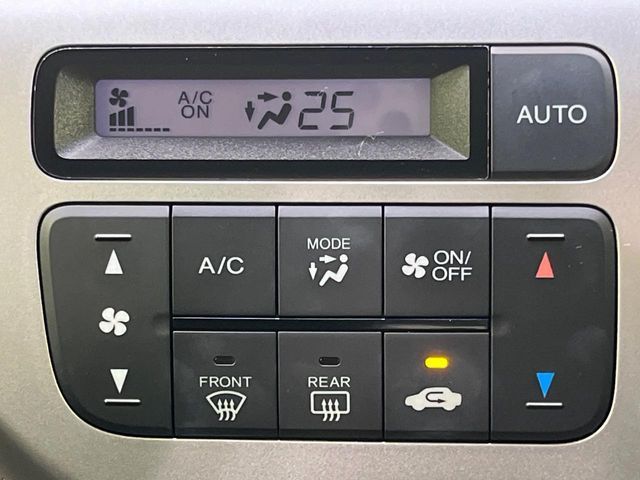 A/C
ON
25
AUTO
A/C
MODE
ON/
OFF
FRONT
REAR